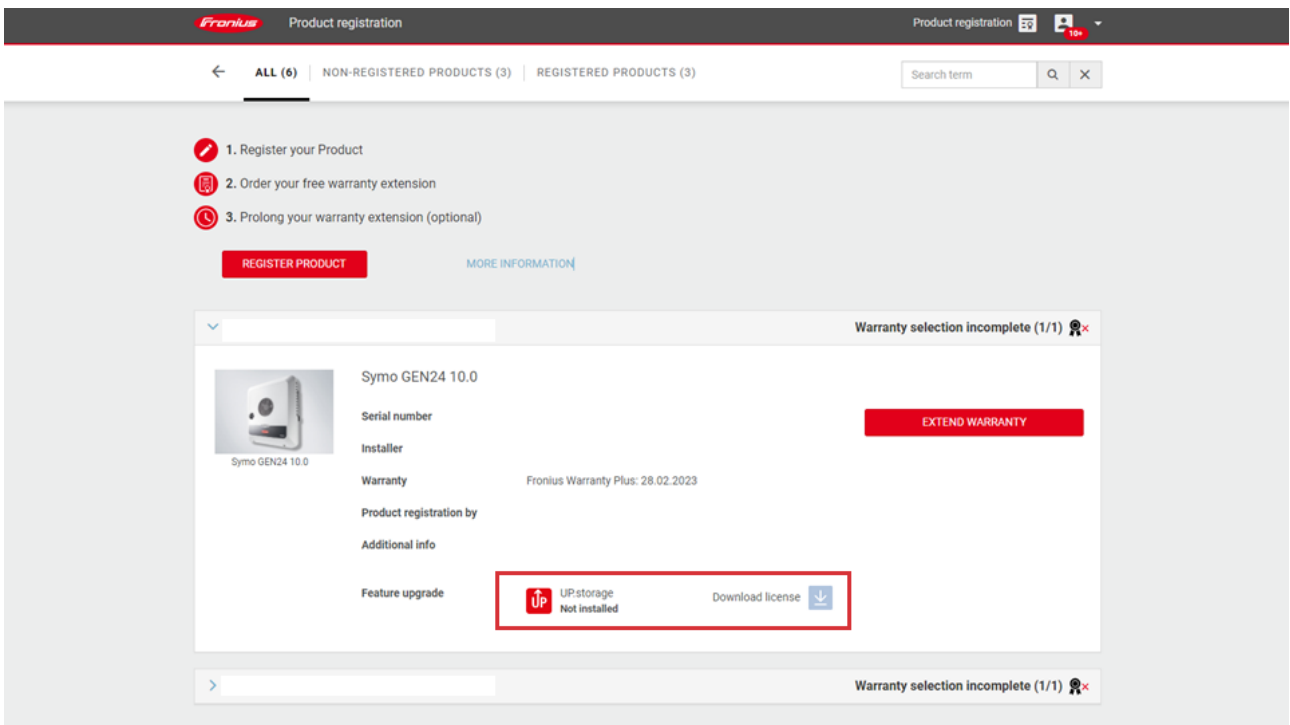 Fronius Product registration Product registration 10+
ALL (6) NON-REGISTERED PRODUCTS (3) REGISTERED PRODUCTS (3) Search term
1. Register your Product
2. Order your free warranty extension
3. Prolong your warranty extension (optional)
REGISTER PRODUCT MORE INFORMATION
Warranty selection incomplete (1/1)
Symo GEN24 10.0
Serial number
EXTEND WARRANTY
Installer
Symo GEN24 10.0
Warranty Fronius Warranty Plus: 28.02.2023
Product registration by
Additional info
Feature upgrade UP UP.storage Download license
Not installed
Warranty selection incomplete (1/1)